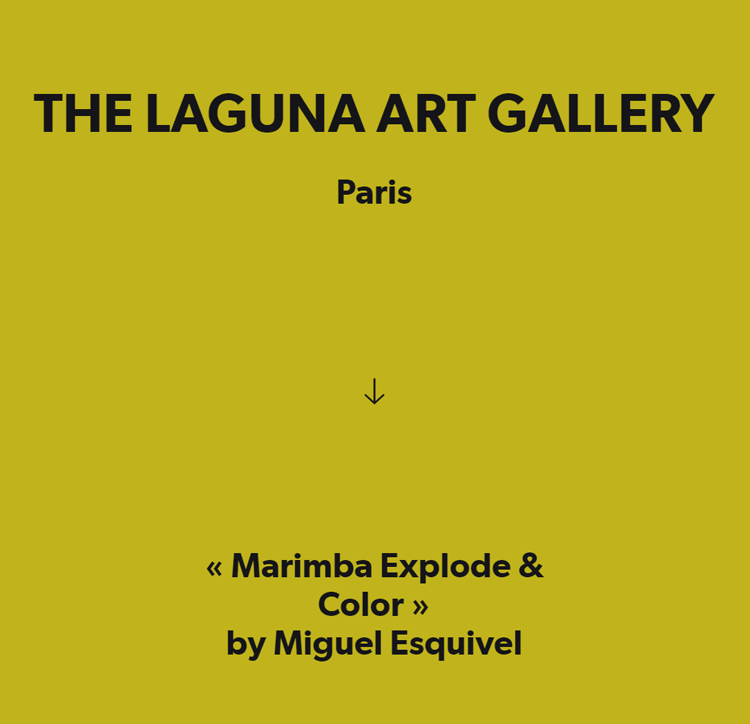 THE LAGUNA ART GALLERY
Paris
↓
« Marimba Explode &
Color »
by Miguel Esquivel